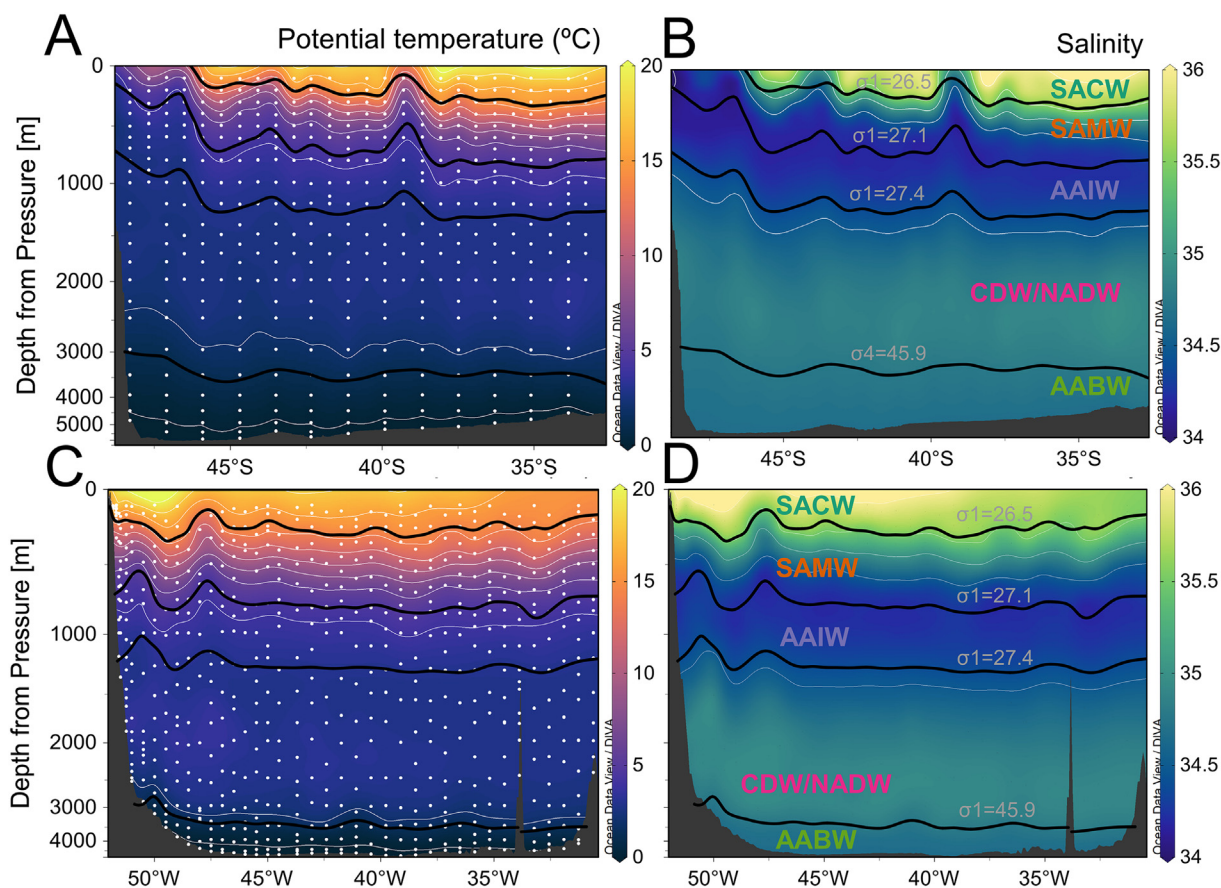 A
Potential temperature (ºC)
B
Salinity
Depth from Pressure [m]
0
1000
2000
3000
4000
5000
45°S
40°S
35°S
20
15
10
5
0
Ocean Data View / DIVA
σ1=26.5
σ1=27.1
σ1=27.4
σ4=45.9
SACW
SAMW
AAIW
CDW/NADW
AABW
45°S
40°S
35°S
36
35.5
35
34.5
34
Ocean Data View / DIVA
C
D
Depth from Pressure [m]
0
1000
2000
3000
4000
50°W
45°W
40°W
35°W
20
15
10
5
0
Ocean Data View / DIVA
SACW
σ1=26.5
SAMW
σ1=27.1
AAIW
σ1=27.4
CDW/NADW
σ1=45.9
AABW
50°W
45°W
40°W
35°W
36
35.5
35
34.5
34
Ocean Data View / DIVA